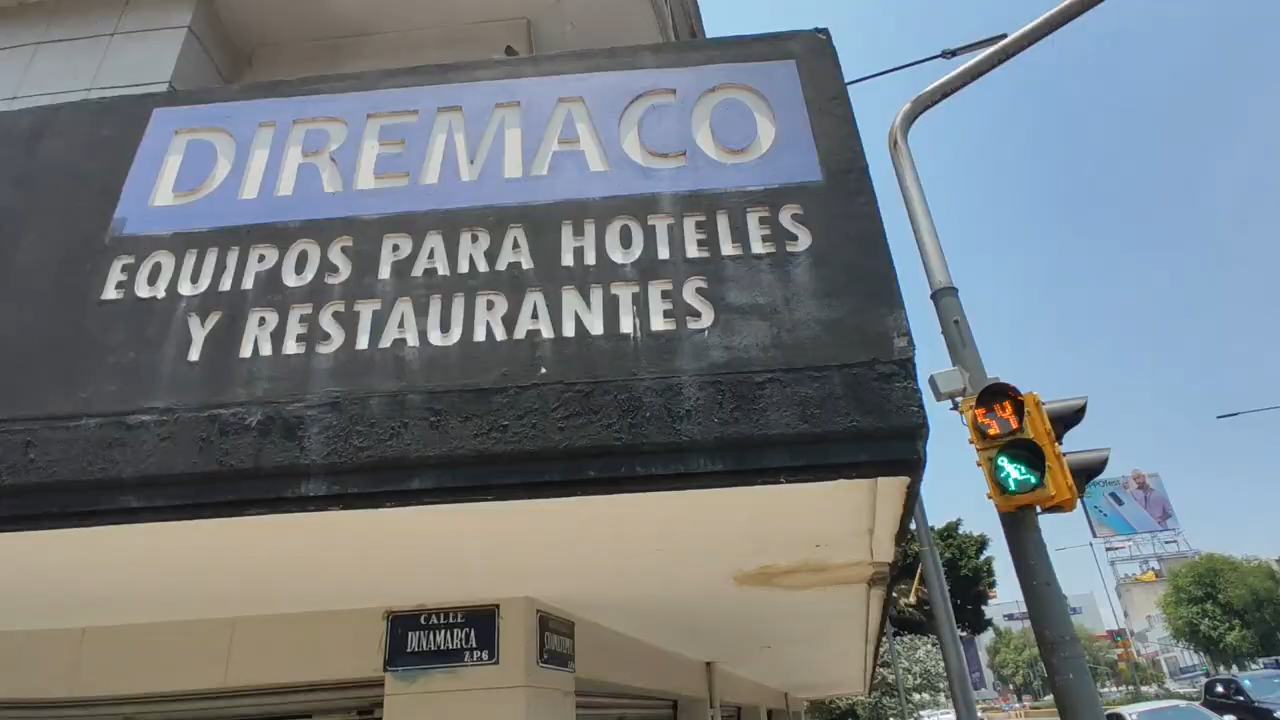 DIREMACO
EQUIPOS PARA HOTELES
Y RESTAURANTES
54
CALLE
DINAMARCA
Z.P.6